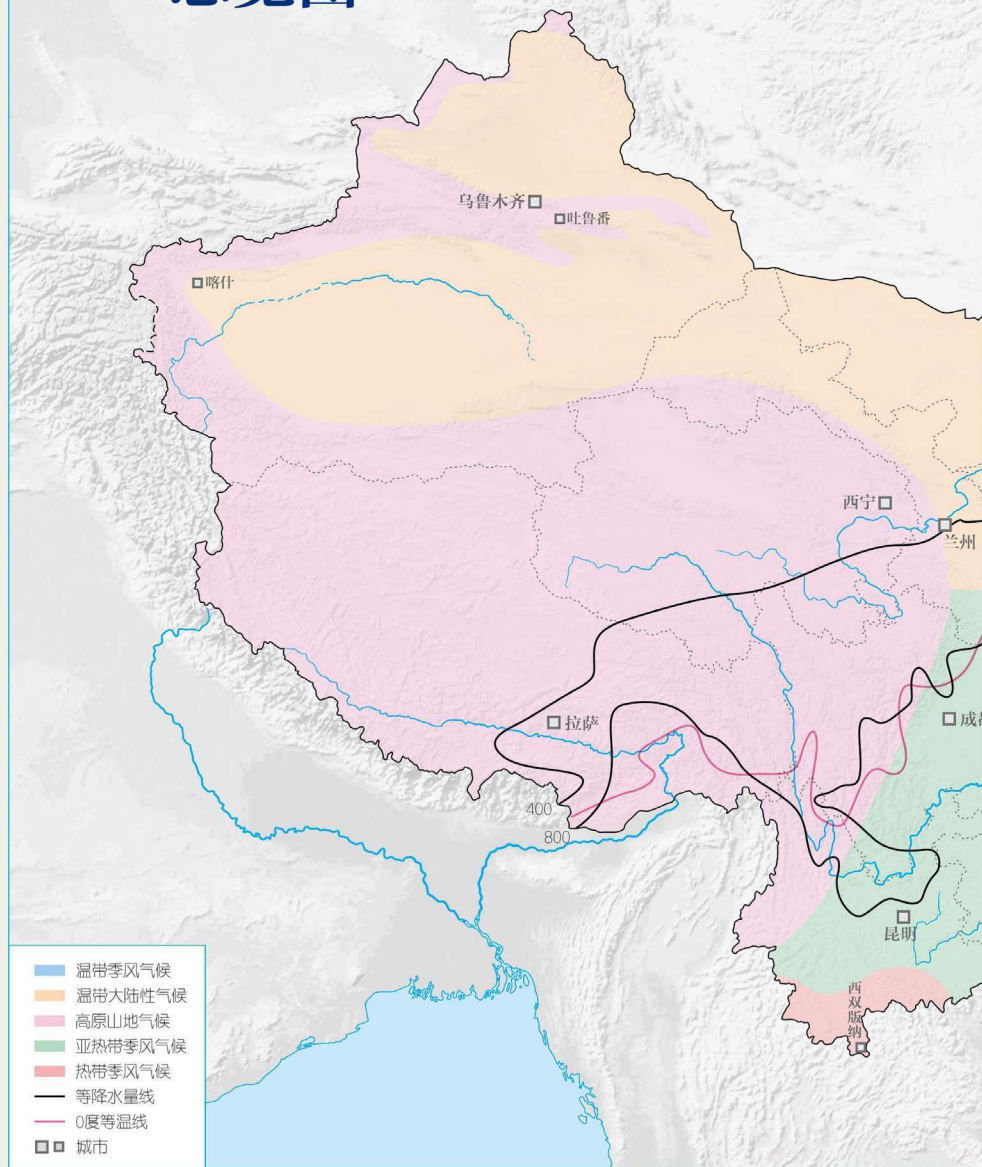 总览图
乌鲁木齐
吐鲁番
喀什
西宁
兰州
拉萨
成都
400
800
昆明
西双版纳
温带季风气候
温带大陆性气候
高原山地气候
亚热带季风气候
热带季风气候
等降水量线
0度等温线
城市